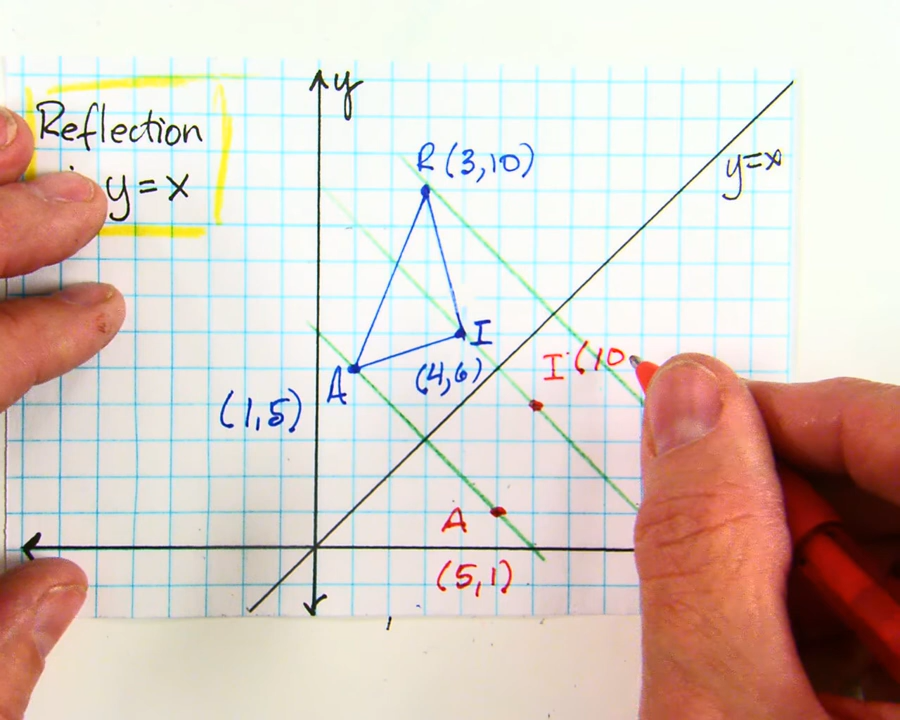 Reflection
y=x
y
R (3,10)
y=x
I
I' (10
A
(4,6)
(1,5)
A
(5,1)